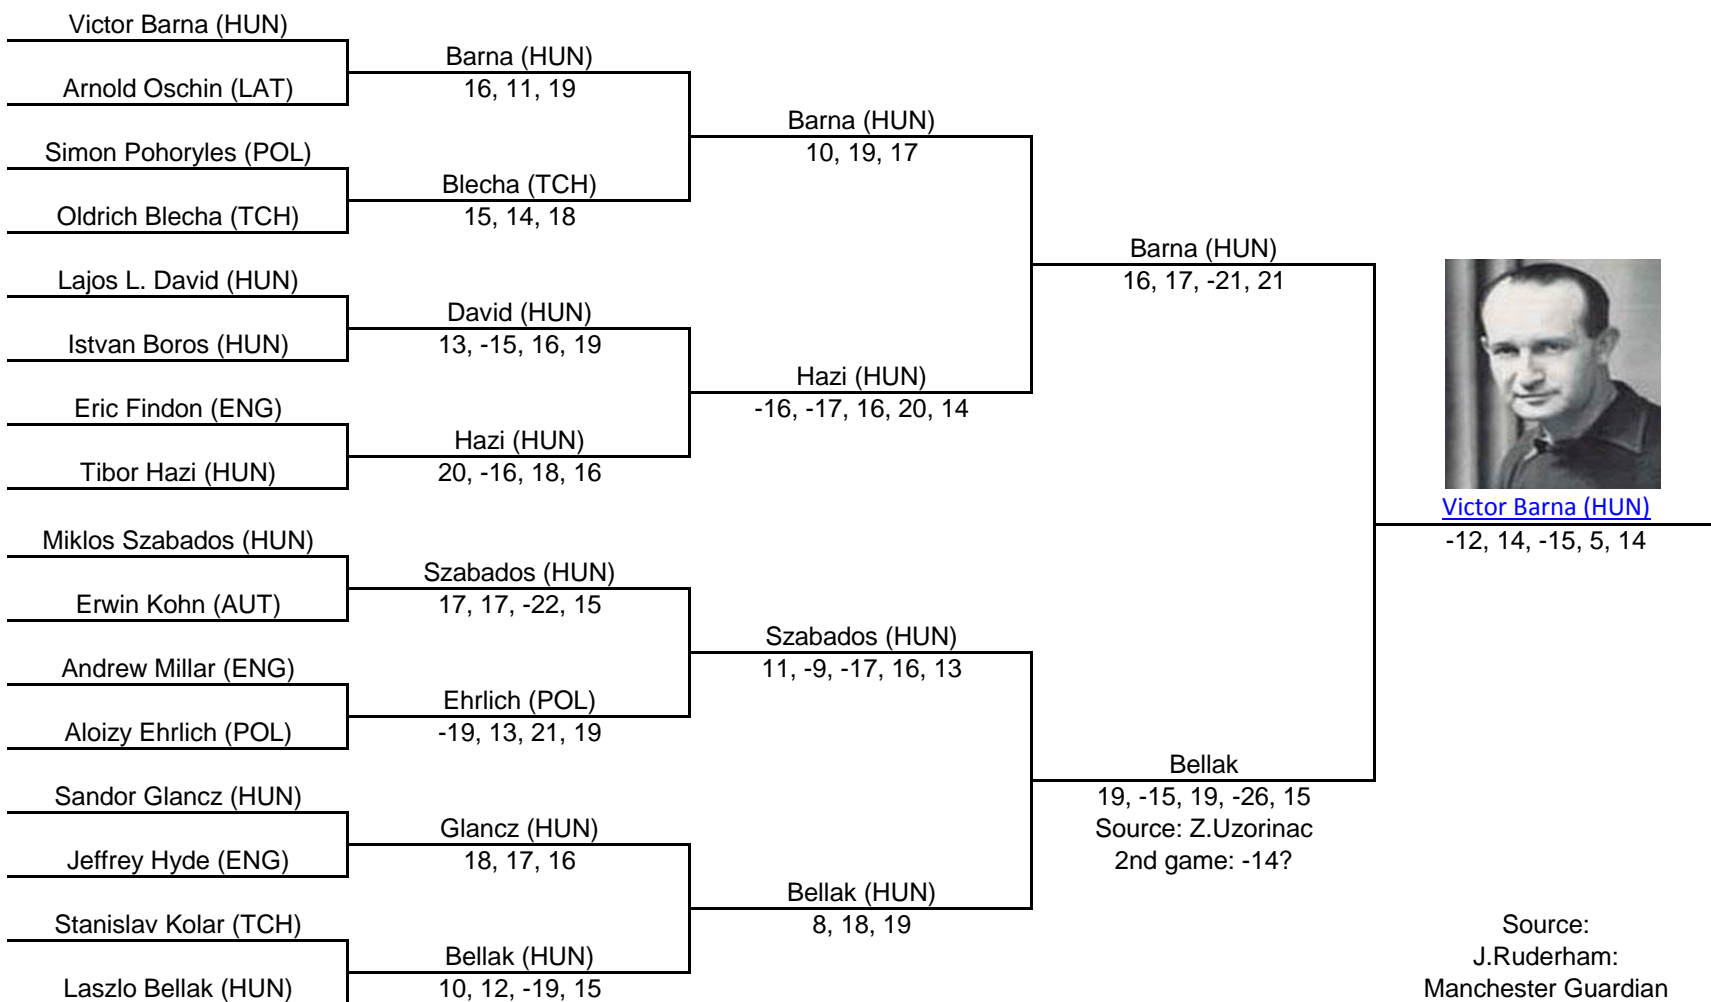 Victor Barna (HUN)
Arnold Oschin (LAT)
Simon Pohoryles (POL)
Oldrich Blecha (TCH)
Lajos L. David (HUN)
Istvan Boros (HUN)
Eric Findon (ENG)
Tibor Hazi (HUN)
Miklos Szabados (HUN)
Erwin Kohn (AUT)
Andrew Millar (ENG)
Aloizy Ehrlich (POL)
Sandor Glancz (HUN)
Jeffrey Hyde (ENG)
Stanislav Kolar (TCH)
Laszlo Bellak (HUN)
Barna (HUN)
16, 11, 19
Blecha (TCH)
15, 14, 18
David (HUN)
13, -15, 16, 19
Hazi (HUN)
20, -16, 18, 16
Szabados (HUN)
17, 17, -22, 15
Ehrlich (POL)
-19, 13, 21, 19
Glancz (HUN)
18, 17, 16
Bellak (HUN)
10, 12, -19, 15
Barna (HUN)
10, 19, 17
Hazi (HUN)
-16, -17, 16, 20, 14
Szabados (HUN)
11, -9, -17, 16, 13
Bellak (HUN)
8, 18, 19
Barna (HUN)
16, 17, -21, 21
Bellak
19, -15, 19, -26, 15
Source: Z.Uzorinac
2nd game: -14?
Victor Barna (HUN)
-12, 14, -15, 5, 14
Source:
J.Ruderham:
Manchester Guardian